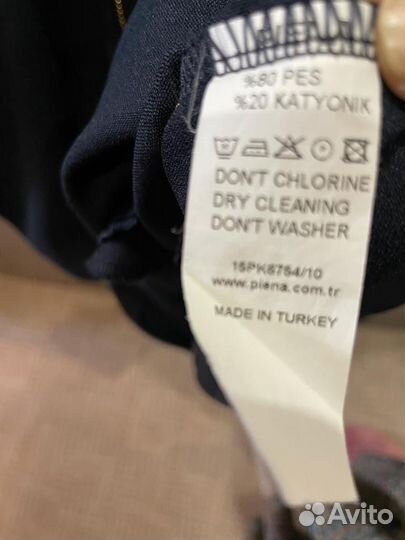 %80 PES
%20 KATYONIK
DON'T CHLORINE
DRY CLEANING
DON'T WASHER
15PK8754/10
www.piena.com.tr
MADE IN TURKEY
Avito